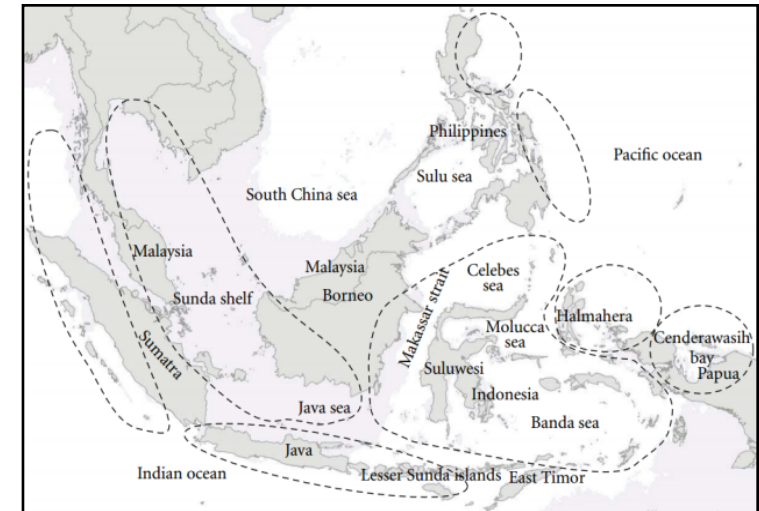 Philippines
Pacific ocean
Sulu sea
South China sea
Malaysia
Malaysia
Celebes
sea
Sunda shelf
Borneo
Makassar strait
Halmahera
Molucca
sea
Cenderawasih
bay
Papua
Sumatra
Suluwesi
Indonesia
Java sea
Banda sea
Java
Indian ocean
Lesser Sunda islands
East Timor